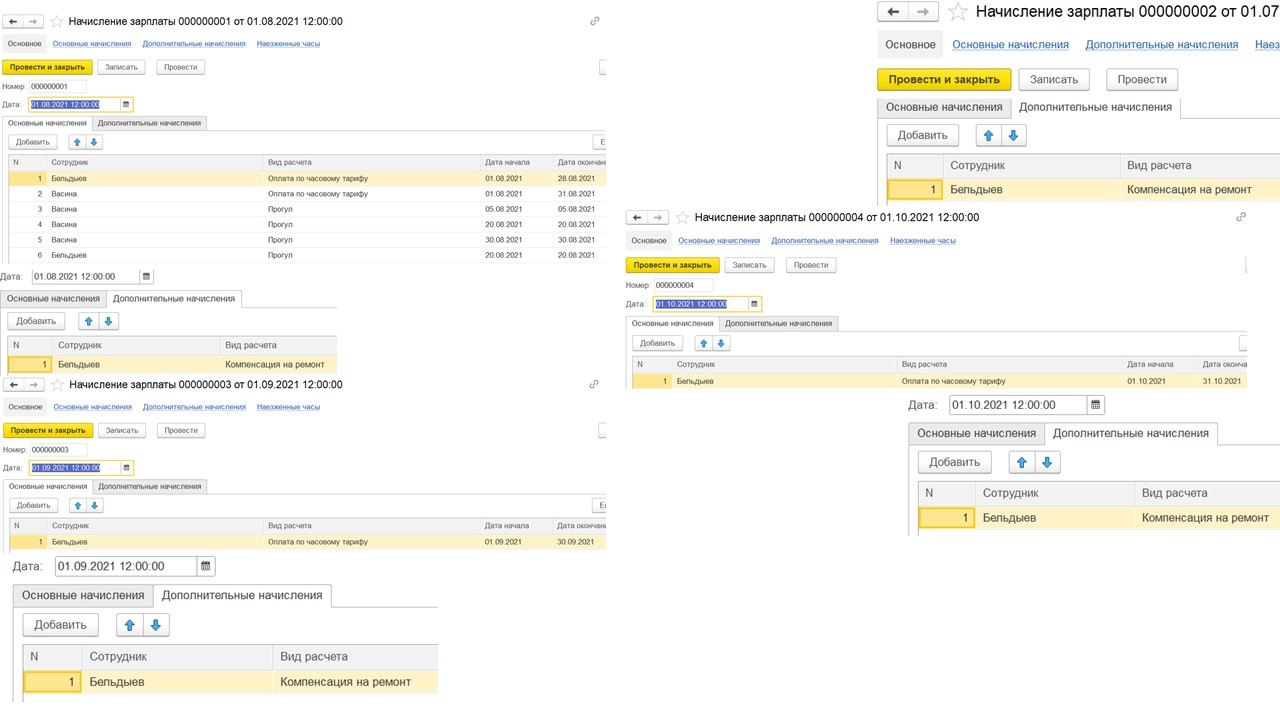 Начисление зарплаты 000000001 от 01.08.2021 12:00:00
Основное Основные начисления Дополнительные начисления Наезженные часы
Провести и закрыть Записать Провести
Номер: 000000001
Дата: 01.08.2021 12:00:00
Основные начисления Дополнительные начисления
Добавить
N Сотрудник Вид расчета Дата начала Дата окончан
1 Бельдыев Оплата по часовому тарифу 01.08.2021 28.08.2021
2 Васина Оплата по часовому тарифу 01.08.2021 31.08.2021
3 Васина Прогул 05.08.2021 05.08.2021
4 Васина Прогул 20.08.2021 20.08.2021
5 Васина Прогул 30.08.2021 30.08.2021
6 Бельдыев Прогул 20.08.2021 20.08.2021
Дата: 01.08.2021 12:00:00
Основные начисления Дополнительные начисления
Добавить
N Сотрудник Вид расчета
1 Бельдыев Компенсация на ремонт
Начисление зарплаты 000000003 от 01.09.2021 12:00:00
Основное Основные начисления Дополнительные начисления Наезженные часы
Провести и закрыть Записать Провести
Номер: 000000003
Дата: 01.09.2021 12:00:00
Основные начисления Дополнительные начисления
Добавить
N Сотрудник Вид расчета Дата начала Дата окончани
1 Бельдыев Оплата по часовому тарифу 01.09.2021 30.09.2021
Дата: 01.09.2021 12:00:00
Основные начисления Дополнительные начисления
Добавить
N Сотрудник Вид расчета
1 Бельдыев Компенсация на ремонт
Начисление зарплаты 000000002 от 01.07
Основное Основные начисления Дополнительные начисления Наез
Провести и закрыть Записать Провести
Основные начисления Дополнительные начисления
Добавить
N Сотрудник Вид расчета
1 Бельдыев Компенсация на ремонт
Начисление зарплаты 000000004 от 01.10.2021 12:00:00
Основное Основные начисления Дополнительные начисления Наезженные часы
Провести и закрыть Записать Провести
Номер: 000000004
Дата: 01.10.2021 12:00:00
Основные начисления Дополнительные начисления
Добавить
N Сотрудник Вид расчета Дата начала Дата оконча
1 Бельдыев Оплата по часовому тарифу 01.10.2021 31.10.2021
Дата: 01.10.2021 12:00:00
Основные начисления Дополнительные начисления
Добавить
N Сотрудник Вид расчета
1 Бельдыев Компенсация на ремонт